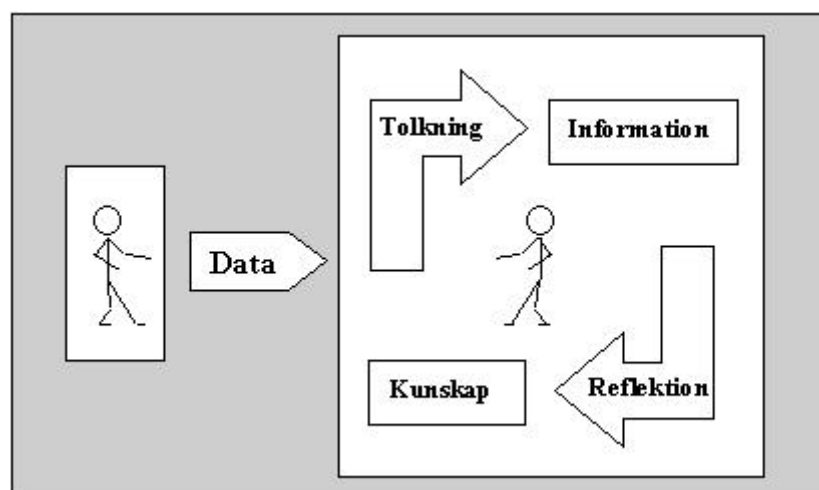 Data
Tolkning
Information
Reflektion
Kunskap